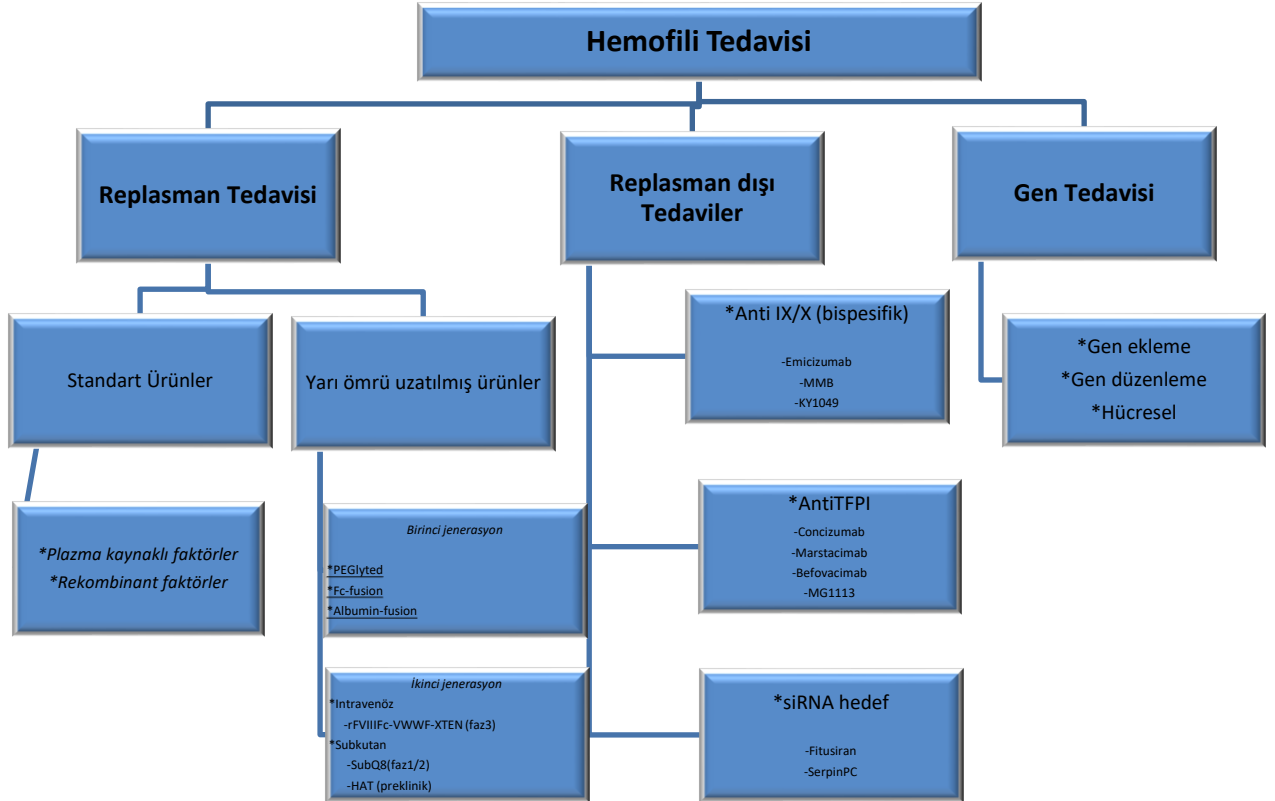 Hemofili Tedavisi
Replasman Tedavisi
Replasman dışı
Tedaviler
Gen Tedavisi
Standart Ürünler
Yarı ömrü uzatılmış ürünler
*Anti IX/X (bispesifik)
-Emicizumab
-MMB
-KY1049
*Gen ekleme
*Gen düzenleme
*Hücresel
*Plazma kaynaklı faktörler
*Rekombinant faktörler
Birinci jenerasyon
*PEGlyted
*Fc-fusion
*Albumin-fusion
*AntiTFPI
-Concizumab
-Marstacimab
-Befovacimab
-MG1113
İkinci jenerasyon
*Intravenöz
-rFVIIIFc-VWWF-XTEN (faz3)
*Subkutan
-SubQ8(faz1/2)
-HAT (preklinik)
*siRNA hedef
-Fitusiran
-SerpinPC